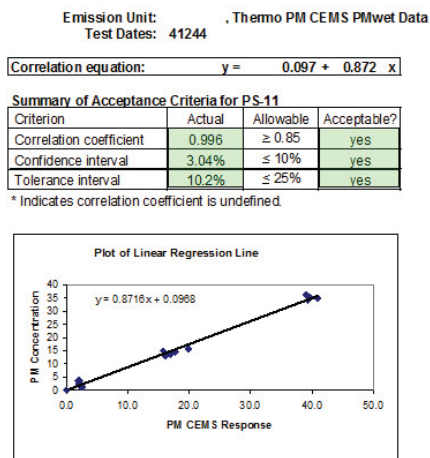 Emission Unit: , Thermo PM CEMS PMwet Data
Test Dates: 41244
Correlation equation: y = 0.097 + 0.872 x
Summary of Acceptance Criteria for PS-11
Criterion Actual Allowable Acceptable?
Correlation coefficient 0.996 ≥ 0.85 yes
Confidence interval 3.04% ≤ 10% yes
Tolerance interval 10.2% ≤ 25% yes
* Indicates correlation coefficient is undefined.
Plot of Linear Regression Line
y = 0.8716x + 0.0968
PM Concentration
40
35
30
25
20
15
10
5
0
0.0 10.0 20.0 30.0 40.0 50.0
PM CEMS Response